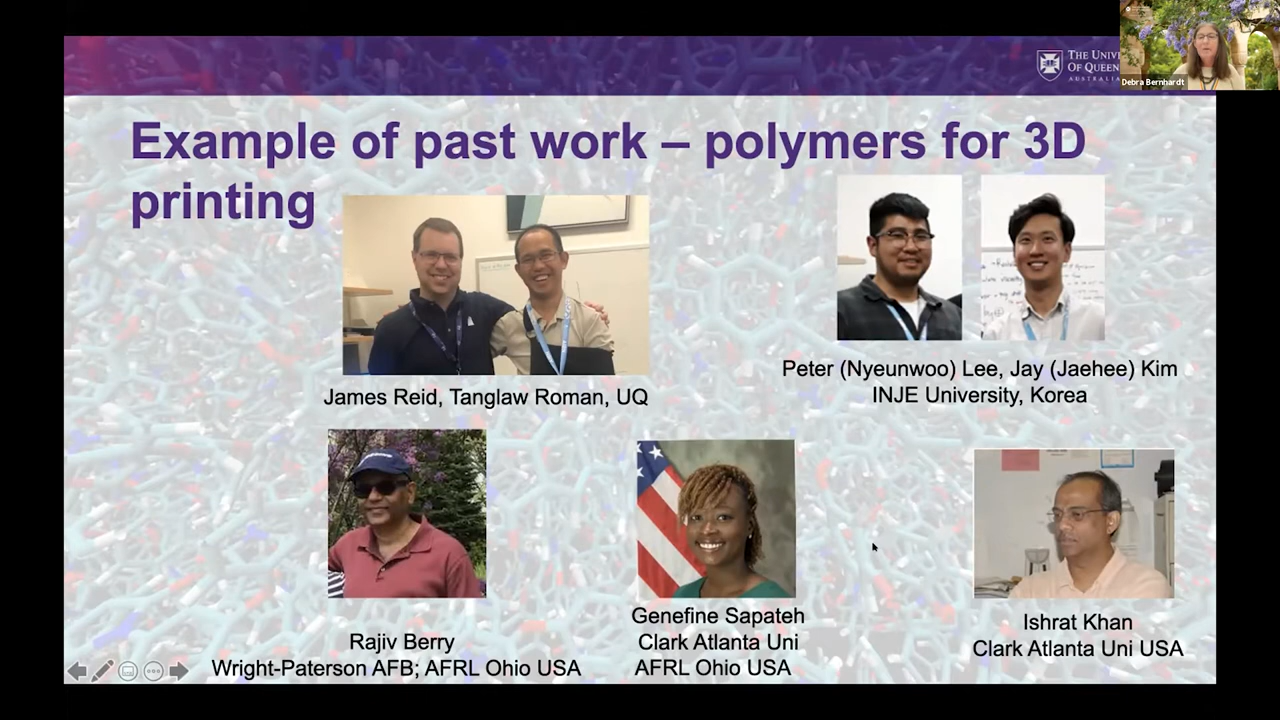 THE UNIVE
OF QUEEN
AUSTRALIA
Debra Bernhardt
Example of past work – polymers for 3D
printing
James Reid, Tanglaw Roman, UQ
Peter (Nyeunwoo) Lee, Jay (Jaehee) Kim
INJE University, Korea
Rajiv Berry
Wright-Paterson AFB; AFRL Ohio USA
Genefine Sapateh
Clark Atlanta Uni
AFRL Ohio USA
Ishrat Khan
Clark Atlanta Uni USA